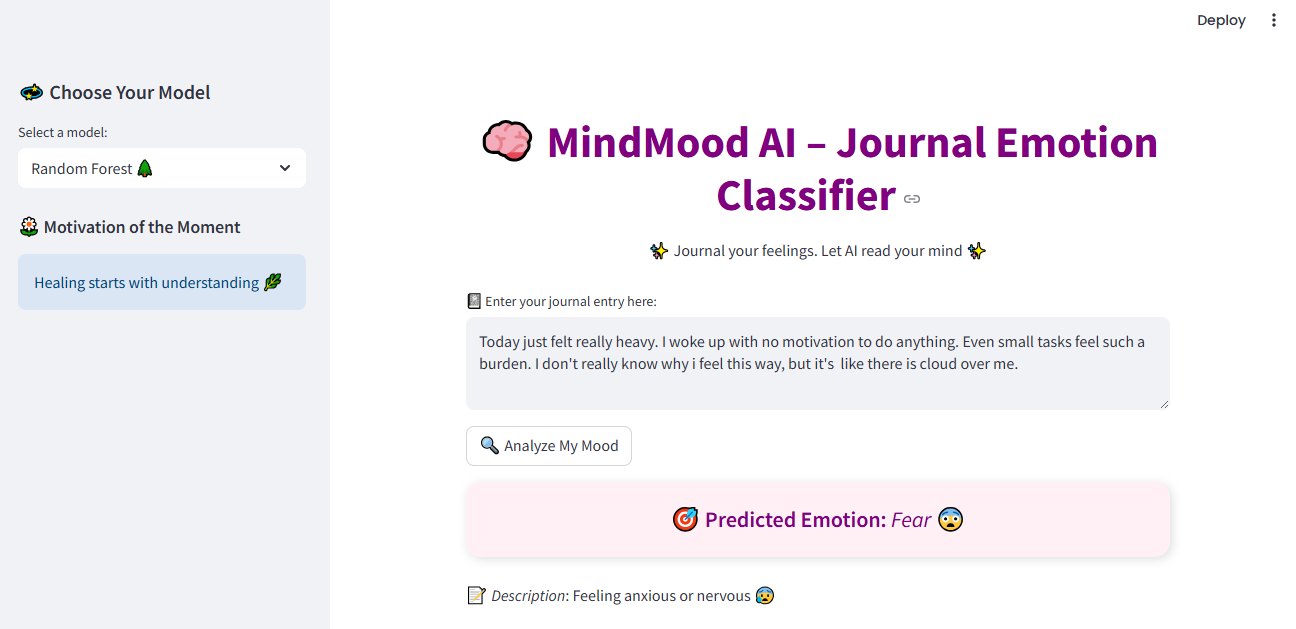 Deploy
Choose Your Model
Select a model:
Random Forest
Motivation of the Moment
Healing starts with understanding
MindMood AI – Journal Emotion
Classifier
Journal your feelings. Let AI read your mind
Enter your journal entry here:
Today just felt really heavy. I woke up with no motivation to do anything. Even small tasks feel such a
burden. I don't really know why i feel this way, but it's  like there is cloud over me.
Analyze My Mood
Predicted Emotion: Fear
Description: Feeling anxious or nervous